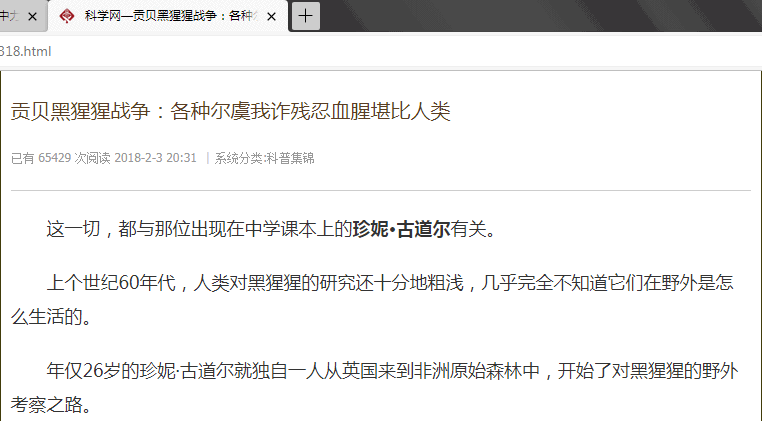 科学网—贡贝黑猩猩战争：各种
318.html
贡贝黑猩猩战争：各种尔虞我诈残忍血腥堪比人类
已有 65429 次阅读 2018-2-3 20:31 | 系统分类:科普集锦
这一切，都与那位出现在中学课本上的珍妮·古道尔有关。
上个世纪60年代，人类对黑猩猩的研究还十分地粗浅，几乎完全不知道它们在野外是怎
么生活的。
年仅26岁的珍妮·古道尔就独自一人从英国来到非洲原始森林中，开始了对黑猩猩的野外
考察之路。